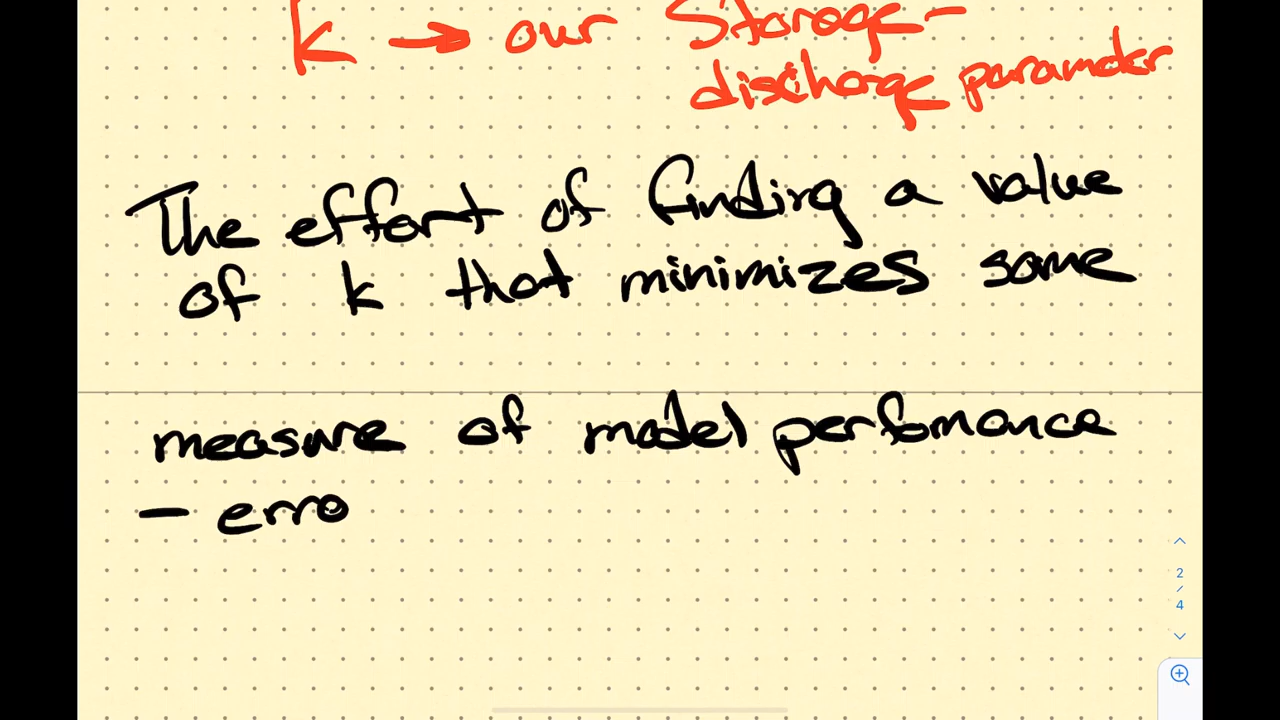 k → our Storage-
discharge parameter
The effort of finding a value
of k that minimizes some
measure of model perfomance
- erro
2
/
4